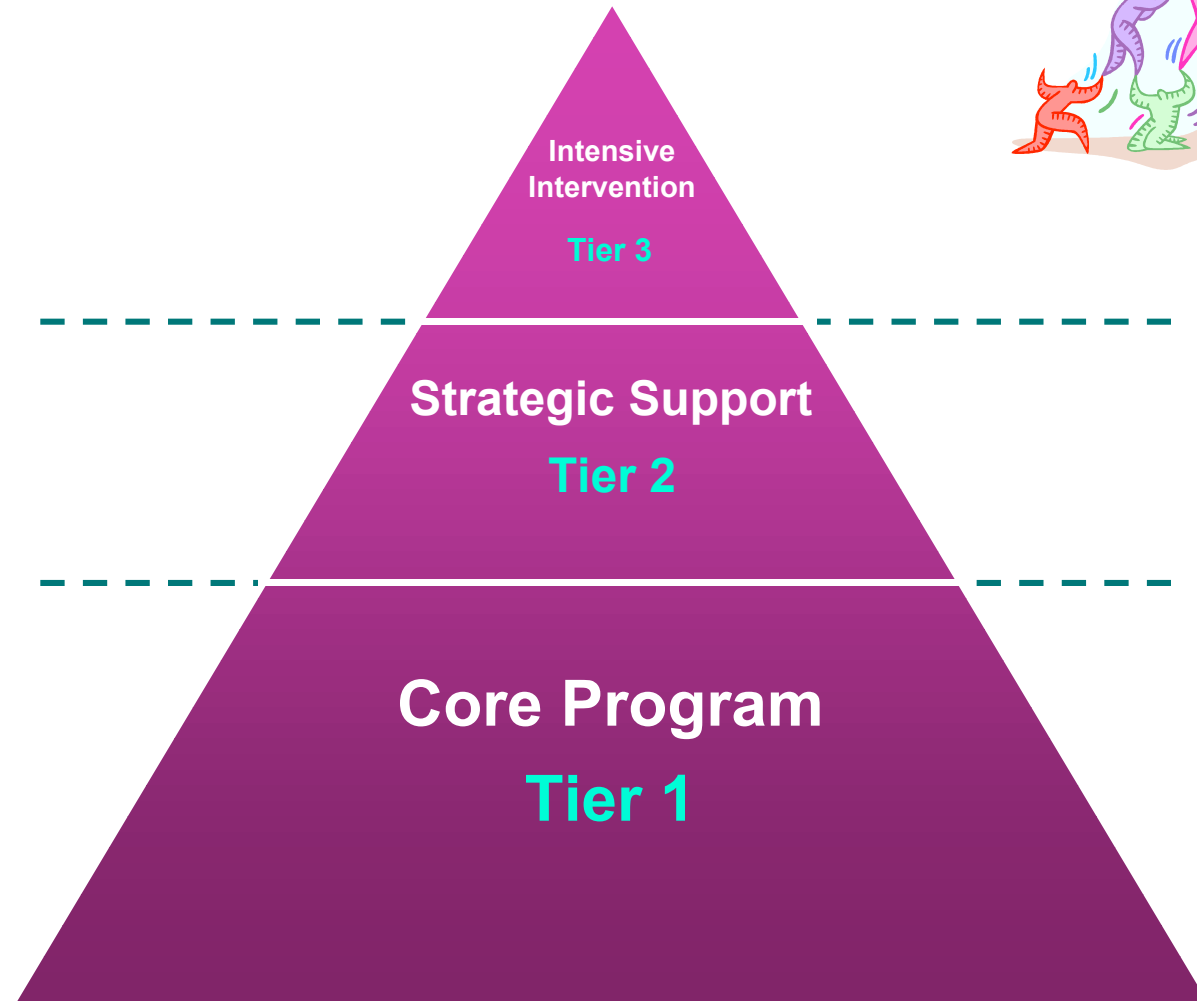 Intensive
Intervention
Tier 3
Strategic Support
Tier 2
Core Program
Tier 1